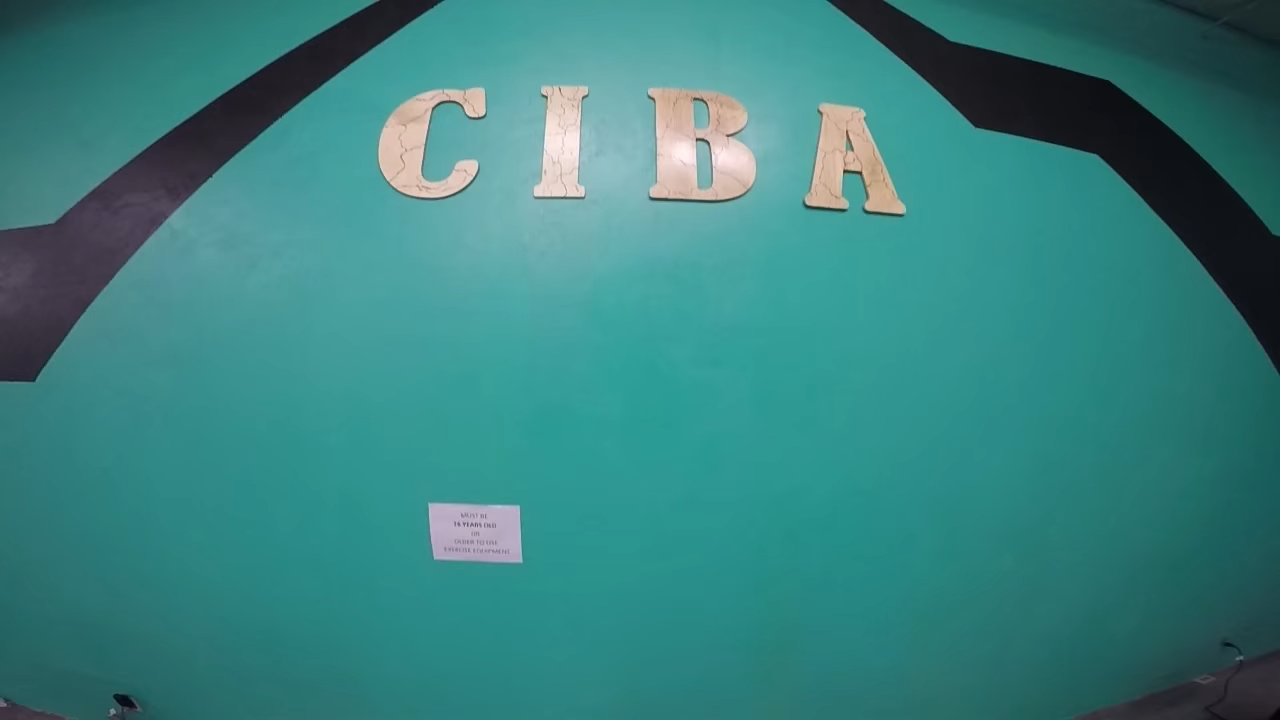 CIBA
MUST BE
16 YEARS OLD
OR
OLDER TO USE
EXERCISE EQUIPMENT